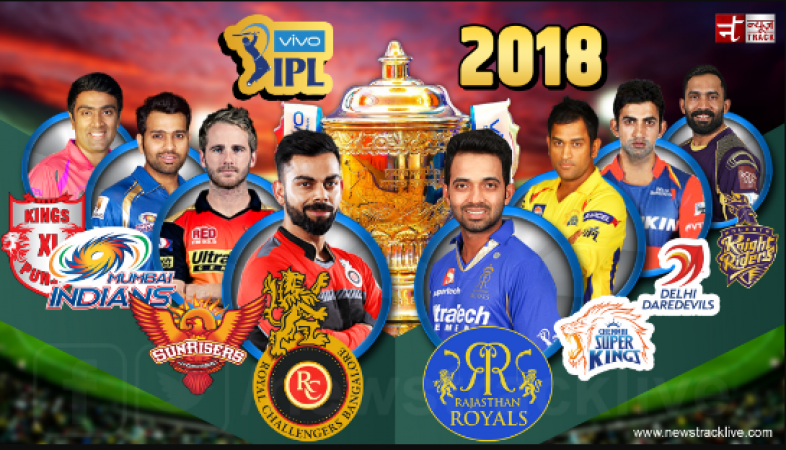 VIVO
IPL
2018
न्यूज़
TRACK
KINGS
XI
MUMBAI
INDIANS
SUNRISERS
ROYAL CHALLENGERS BANGALORE
RC
RR
RAJASTHAN
ROYALS
CHENNAI
SUPER
KINGS
DELHI
DAREDEVILS
Knight
Riders
www.newstracklive.com